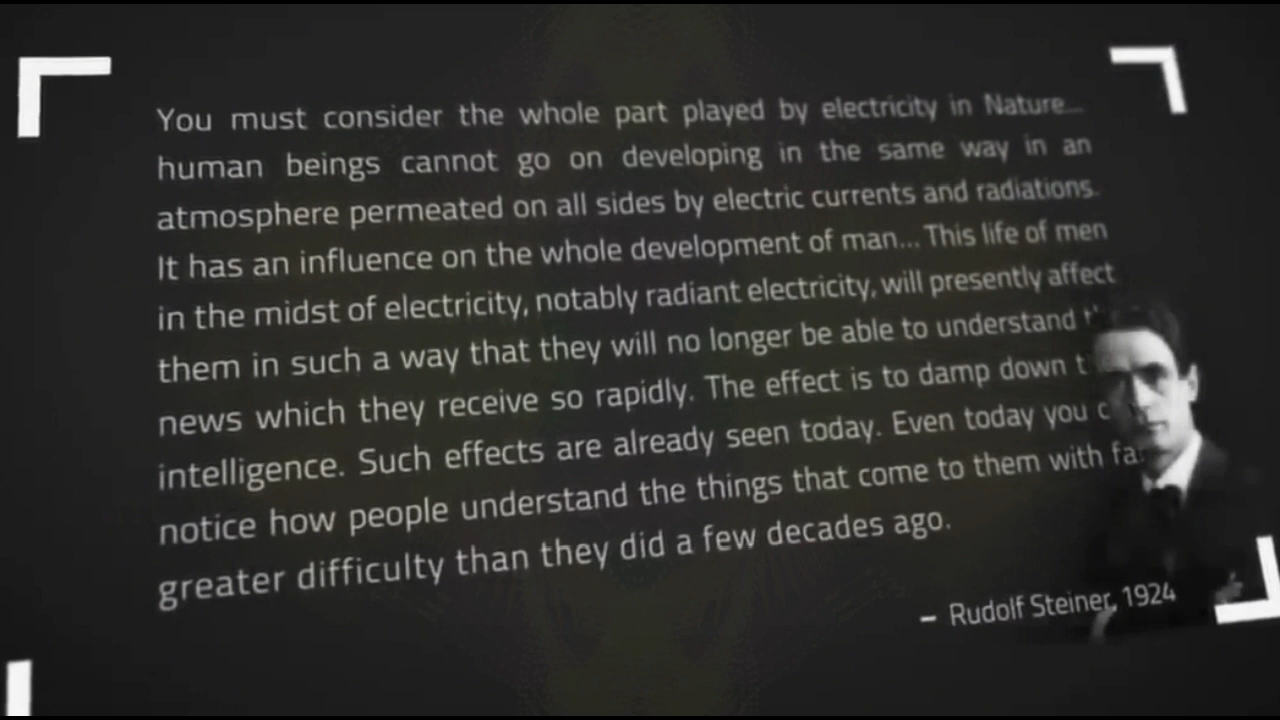 You must consider the whole part played by electricity in Nature...
human beings cannot go on developing in the same way in an
atmosphere permeated on all sides by electric currents and radiations.
It has an influence on the whole development of man... This life of men
in the midst of electricity, notably radiant electricity, will presently affect
them in such a way that they will no longer be able to understand
news which they receive so rapidly. The effect is to damp down
intelligence. Such effects are already seen today. Even today you
notice how people understand the things that come to them with
greater difficulty than they did a few decades ago.
– Rudolf Steiner, 1924